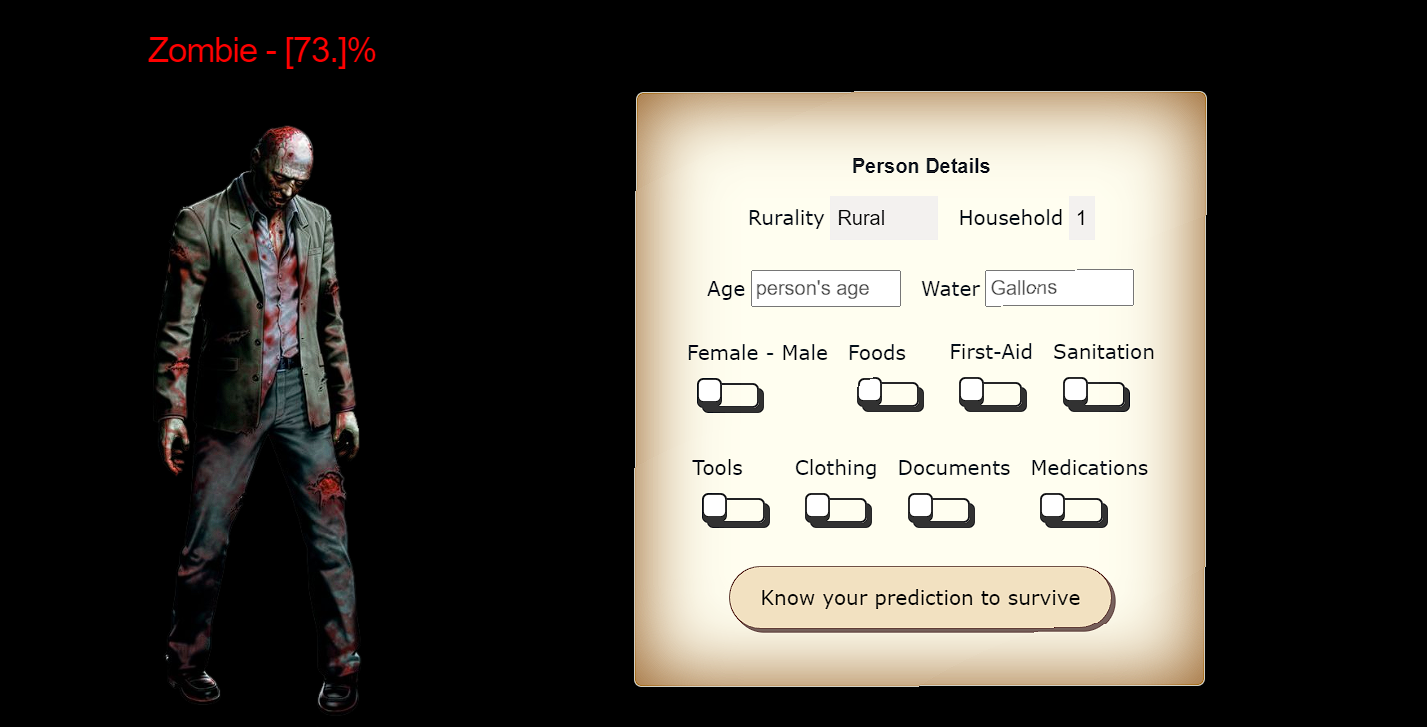 Zombie - [73.]%
Person Details
Rurality Rural Household 1
Age person's age Water Gallons
Female - Male Foods First-Aid Sanitation
Tools Clothing Documents Medications
Know your prediction to survive